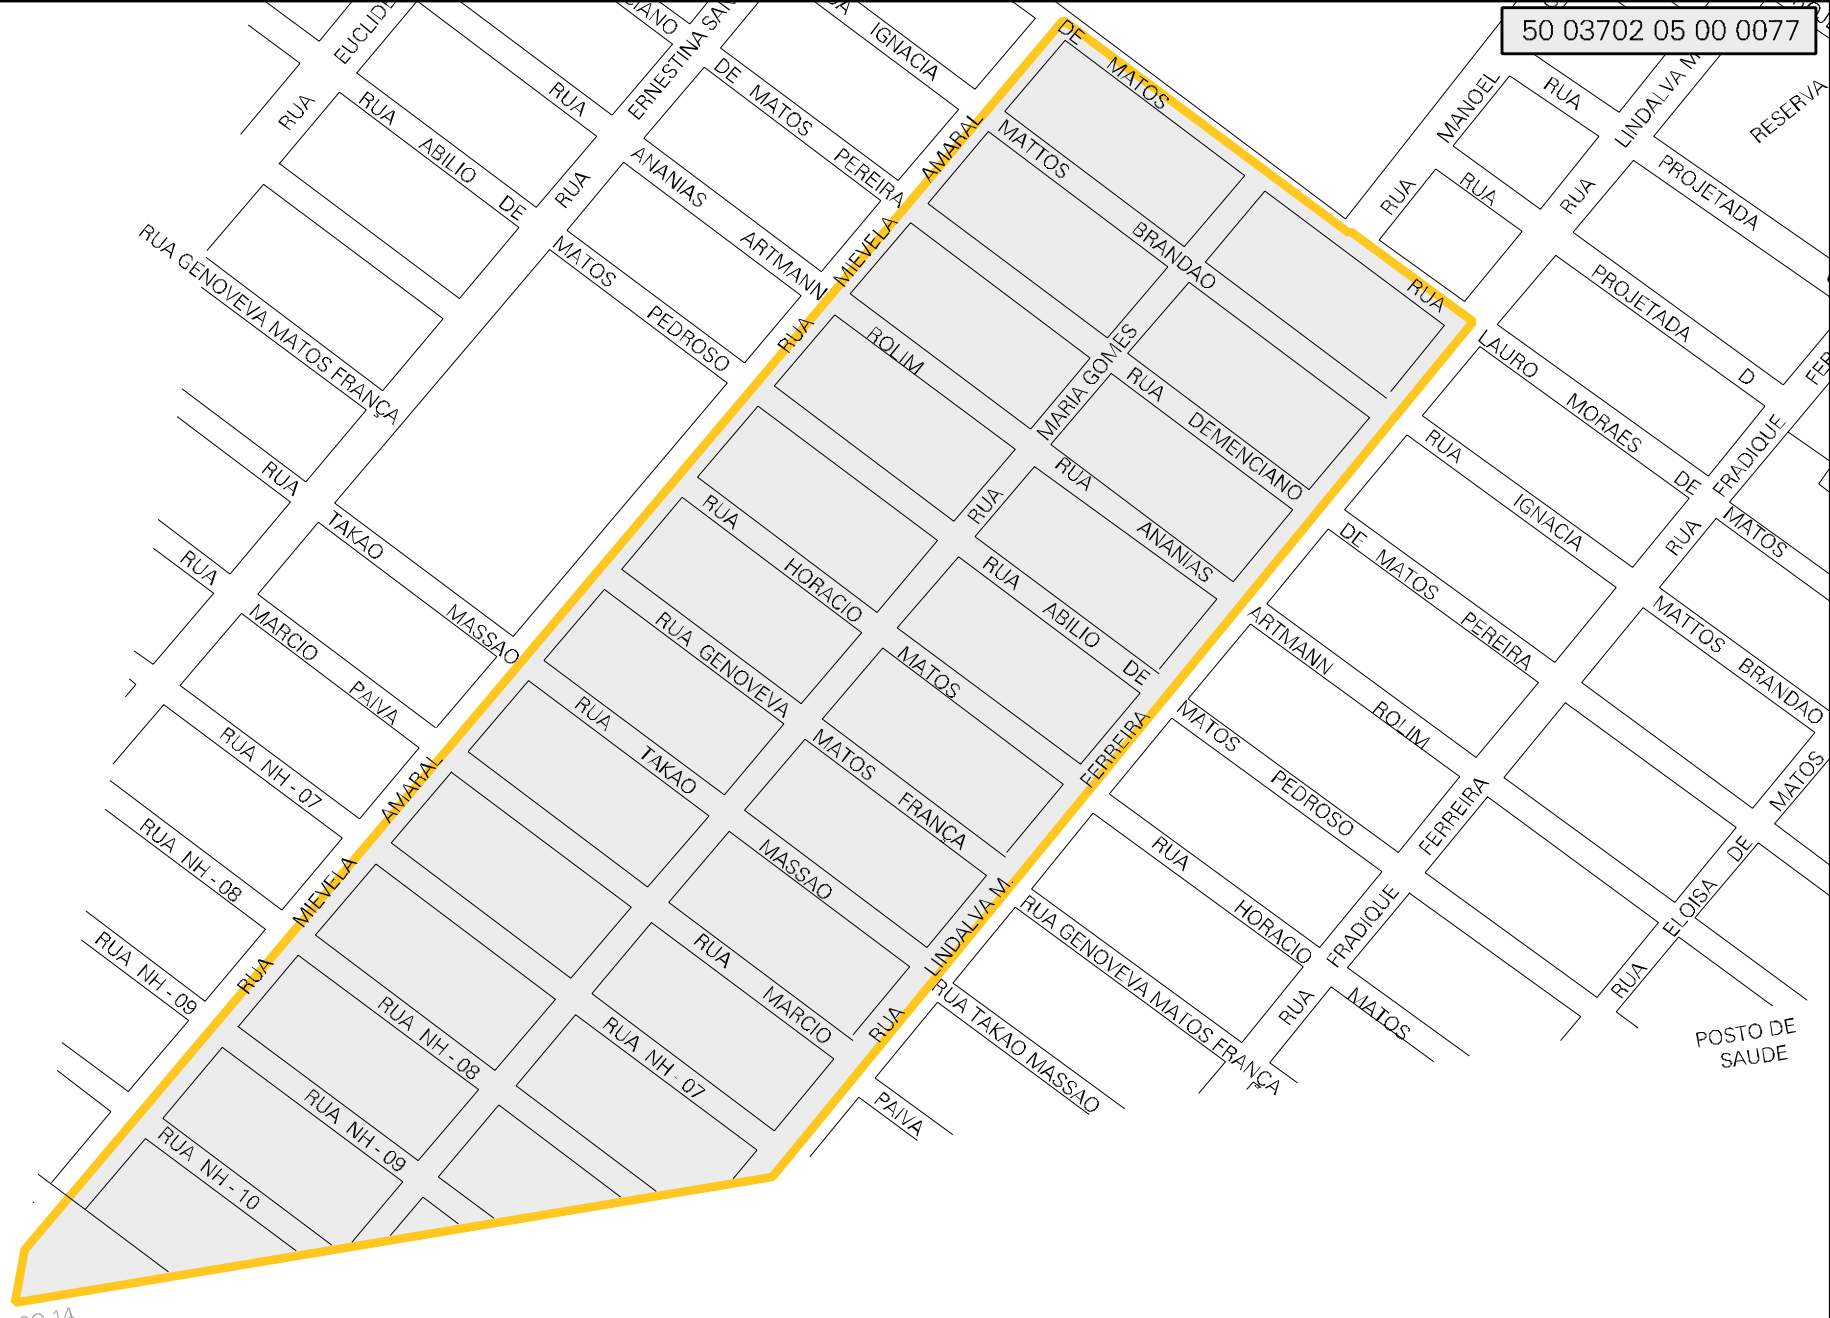 50 03702 05 00 0077
EUCLIDE
RUA
RUA
ABILIO
DE
RUA GENOVEVA MATOS FRANÇA
RUA
RUA
RUA
CIANO
ERNESTINA SAN
RUA
IGNACIA
DE MATOS PEREIRA
ANANIAS ARTMANN
MATOS PEDROSO
TAKAO MASSAO
MARCIO PAIVA
RUA NH - 07
RUA NH - 08
RUA NH - 09
RUA MIEVELA AMARAL
RUA MIEVELA AMARAL
DE MATOS
RUA
MATTOS BRANDAO
ROLIM
RUA MARIA GOMES
RUA DEMENCIANO
RUA ANANIAS
RUA ABILIO DE
RUA HORACIO
MATOS
RUA GENOVEVA
MATOS FRANÇA
RUA TAKAO
MASSAO
RUA MARCIO
RUA NH - 07
RUA NH - 08
RUA NH - 09
RUA NH - 10
RUA LINDALVA M. FERREIRA
RUA MANOEL
RUA
RUA
RUA LINDALVA M
RESERVA
PROJETADA
PROJETADA D
FER
LAURO MORAES DE
MATOS
RUA IGNACIA
MATTOS BRANDAO
RUA FRADIQUE
DE MATOS PEREIRA
ARTMANN ROLIM
MATOS PEDROSO
RUA HORACIO
MATOS
RUA GENOVEVA MATOS FRANÇA
RUA TAKAO MASSAO
PAIVA
RUA FRADIQUE FERREIRA
RUA ELOISA DE MATOS
POSTO DE
SAUDE